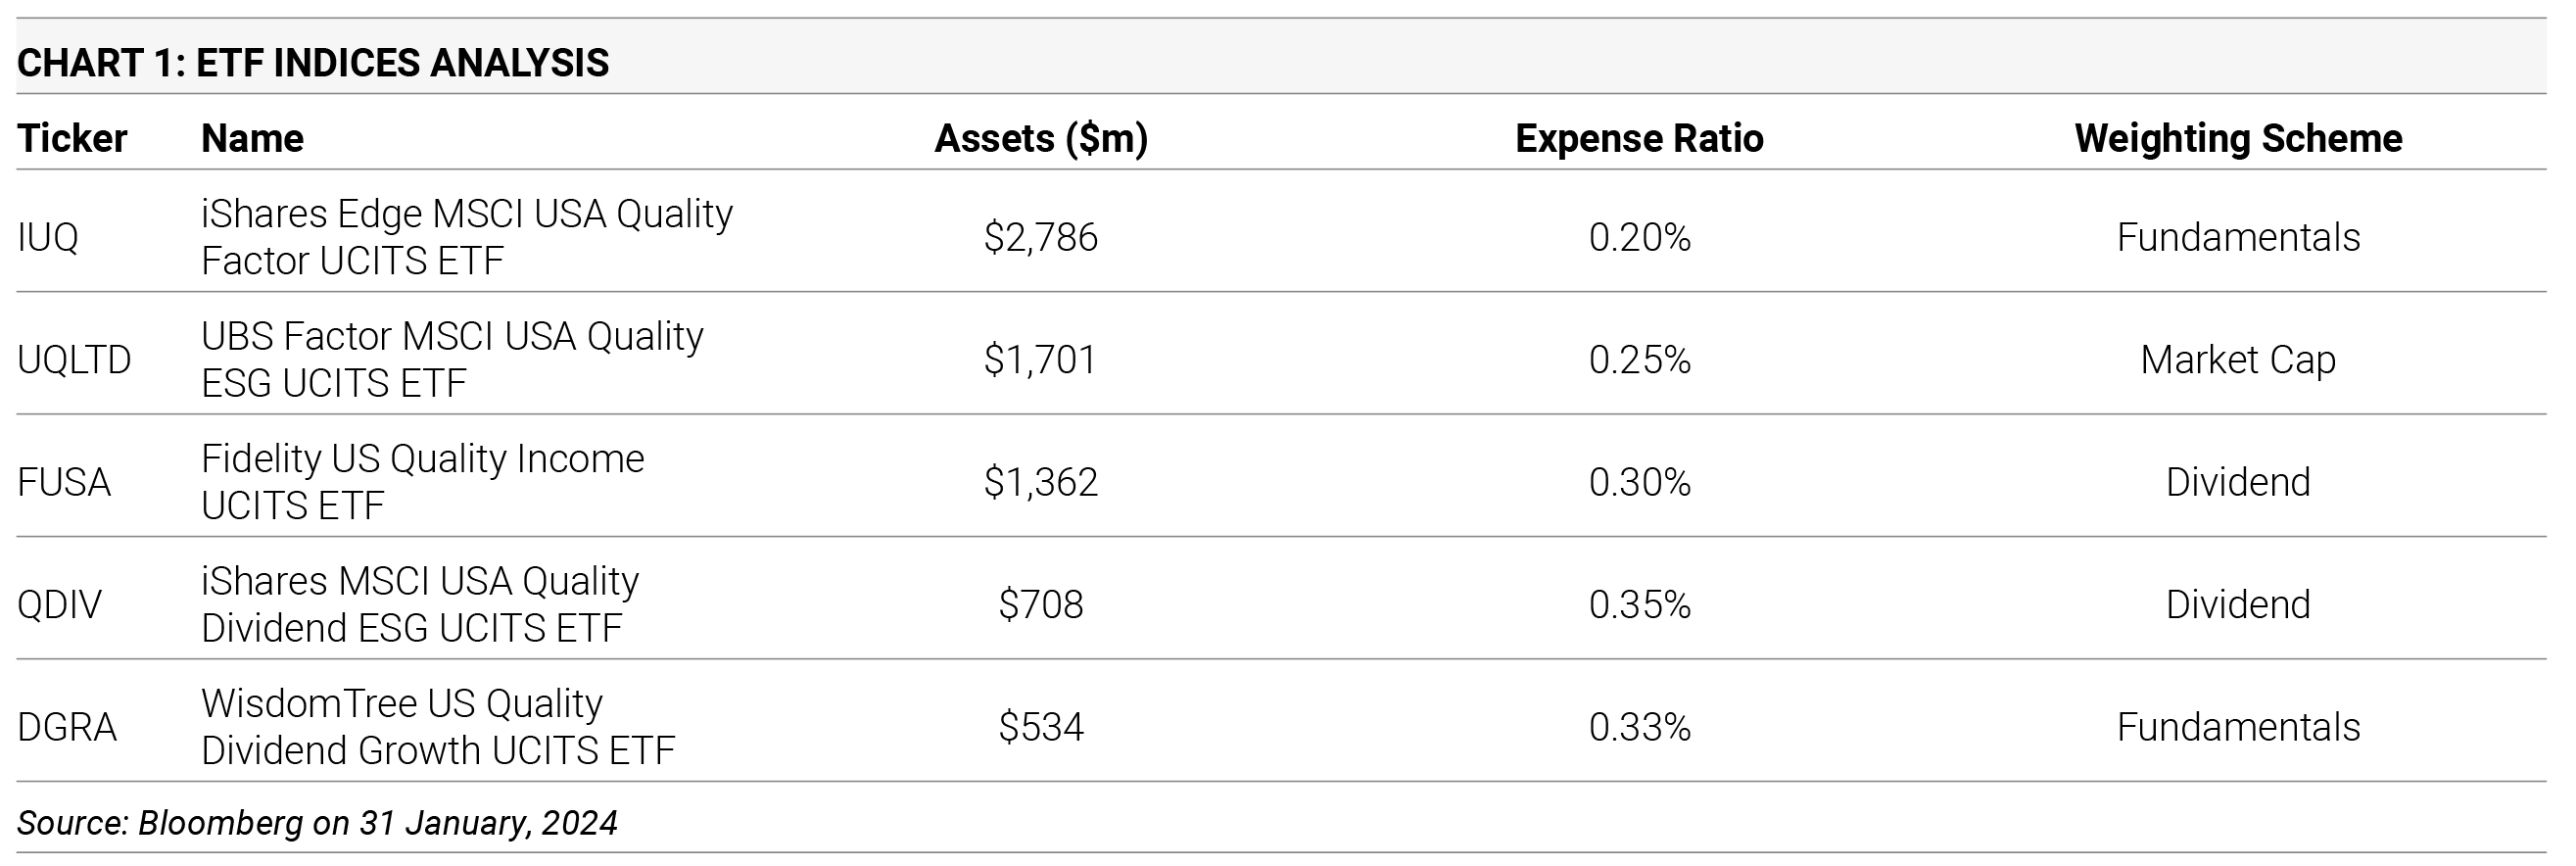 CHART 1: ETF INDICES ANALYSIS
Ticker Name Assets ($m) Expense Ratio Weighting Scheme
IUQ iShares Edge MSCI USA Quality
Factor UCITS ETF $2,786 0.20% Fundamentals
UQLTD UBS Factor MSCI USA Quality
ESG UCITS ETF $1,701 0.25% Market Cap
FUSA Fidelity US Quality Income
UCITS ETF $1,362 0.30% Dividend
QDIV iShares MSCI USA Quality
Dividend ESG UCITS ETF $708 0.35% Dividend
DGRA WisdomTree US Quality
Dividend Growth UCITS ETF $534 0.33% Fundamentals
Source: Bloomberg on 31 January, 2024